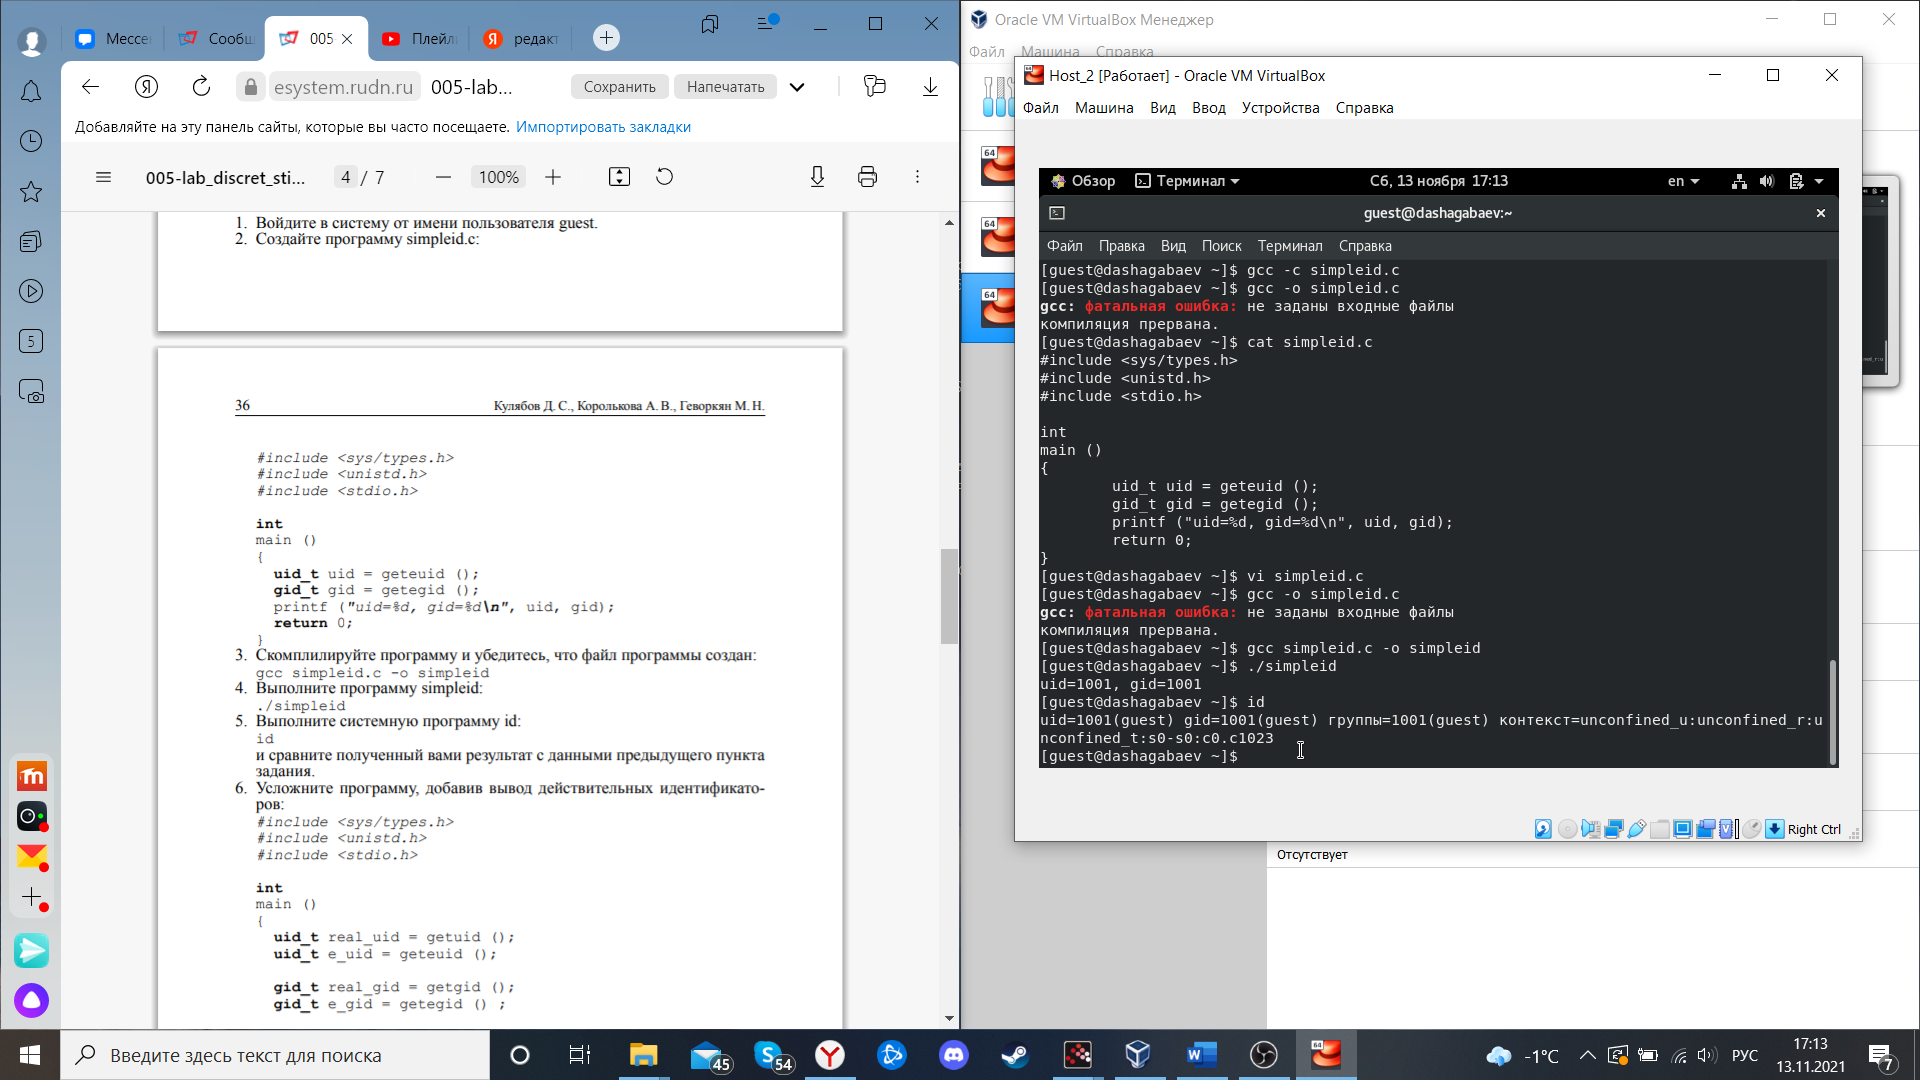 Мессе
Сообщ
005
Плейл
редакт
esystem.rudn.ru
005-lab...
Сохранить
Напечатать
Добавляйте на эту панель сайты, которые вы часто посещаете. Импортировать закладки
005-lab_discret_sti...
4 / 7
100%
5
1. Войдите в систему от имени пользователя guest.
2. Создайте программу simpleid.c:
36
Кулябов Д. С., Королькова А. В., Геворкян М. Н.
#include <sys/types.h>
#include <unistd.h>
#include <stdio.h>
int
main ()
{
uid_t uid = geteuid ();
gid_t gid = getegid ();
printf ("uid=%d, gid=%d\n", uid, gid);
return 0;
}
3. Скомплилируйте программу и убедитесь, что файл программы создан:
gcc simpleid.c -o simpleid
4. Выполните программу simpleid:
./simpleid
5. Выполните системную программу id:
id
и сравните полученный вами результат с данными предыдущего пункта
задания.
6. Усложните программу, добавив вывод действительных идентификато-
ров:
#include <sys/types.h>
#include <unistd.h>
#include <stdio.h>
int
main ()
{
uid_t real_uid = getuid ();
uid_t e_uid = geteuid ();
gid_t real_gid = getgid ();
gid_t e_gid = getegid () ;
Oracle VM VirtualBox Менеджер
Файл Машина Справка
64
64
64
Host_2 [Работает] - Oracle VM VirtualBox
Файл Машина Вид Ввод Устройства Справка
Обзор
Терминал
Сб, 13 ноября 17:13
en
guest@dashagabaev:~
Файл Правка Вид Поиск Терминал Справка
[guest@dashagabaev ~]$ gcc -c simpleid.c
[guest@dashagabaev ~]$ gcc -o simpleid.c
gcc: фатальная ошибка: не заданы входные файлы
компиляция прервана.
[guest@dashagabaev ~]$ cat simpleid.c
#include <sys/types.h>
#include <unistd.h>
#include <stdio.h>
int
main ()
{
uid_t uid = geteuid ();
gid_t gid = getegid ();
printf ("uid=%d, gid=%d\n", uid, gid);
return 0;
}
[guest@dashagabaev ~]$ vi simpleid.c
[guest@dashagabaev ~]$ gcc -o simpleid.c
gcc: фатальная ошибка: не заданы входные файлы
компиляция прервана.
[guest@dashagabaev ~]$ gcc simpleid.c -o simpleid
[guest@dashagabaev ~]$ ./simpleid
uid=1001, gid=1001
[guest@dashagabaev ~]$ id
uid=1001(guest) gid=1001(guest) группы=1001(guest) контекст=unconfined_u:unconfined_r:u
nconfined_t:s0-s0:c0.c1023
[guest@dashagabaev ~]$
Right Ctrl
Отсутствует
Введите здесь текст для поиска
45
54
-1°C
РУС
17:13
13.11.2021
7